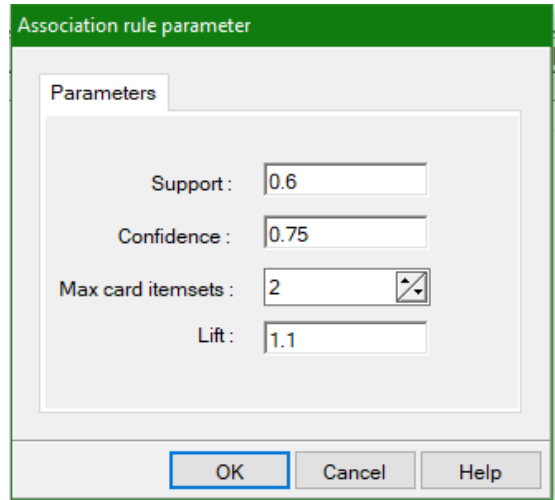 Association rule parameter
Parameters
Support : 0.6
Confidence : 0.75
Max card itemsets : 2
Lift : 1.1
OK Cancel Help